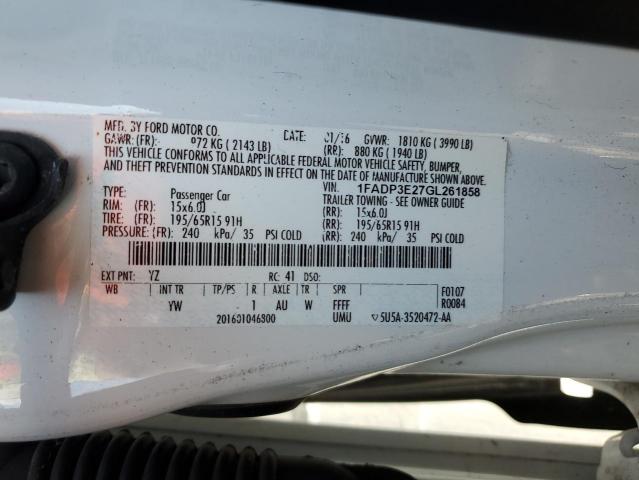 MFD. BY FORD MOTOR CO. DATE: 01/16 GVWR: 1810 KG ( 3990 LB)
GAWR: (FR): 972 KG ( 2143 LB) (RR): 880 KG ( 1940 LB)
THIS VEHICLE CONFORMS TO ALL APPLICABLE FEDERAL MOTOR VEHICLE SAFETY, BUMPER,
AND THEFT PREVENTION STANDARDS IN EFFECT ON THE DATE OF MANUFACTURE SHOWN ABOVE.
VIN: 1FADP3E27GL261858
TYPE: Passenger Car TRAILER TOWING - SEE OWNER GUIDE
RIM: (FR): 15x6.0J (RR): 15x6.0J
TIRE: (FR): 195/65R15 91H (RR): 195/65R15 91H
PRESSURE: (FR): 240 kPa/ 35 PSI COLD (RR): 240 kPa/ 35 PSI COLD
EXT PNT: YZ RC: 41 DSO:
WB INT TR TP/PS R AXLE TR SPR F0107
YW 1 AU W FFFF R0084
201601046800 UMU 5U5A-3520472-AA